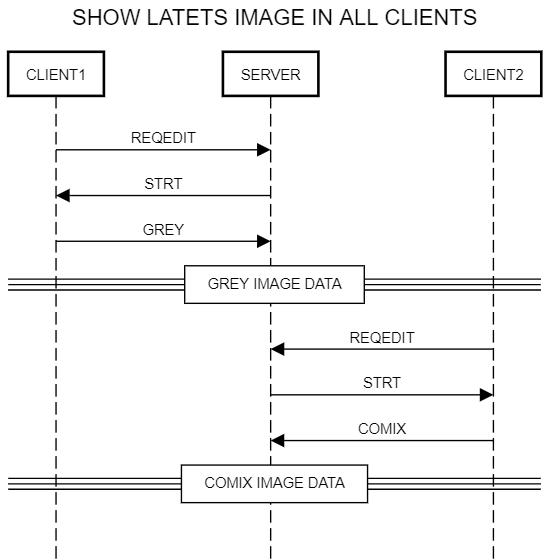 SHOW LATETS IMAGE IN ALL CLIENTS
CLIENT1 SERVER CLIENT2
REQEDIT
STRT
GREY
GREY IMAGE DATA
REQEDIT
STRT
COMIX
COMIX IMAGE DATA